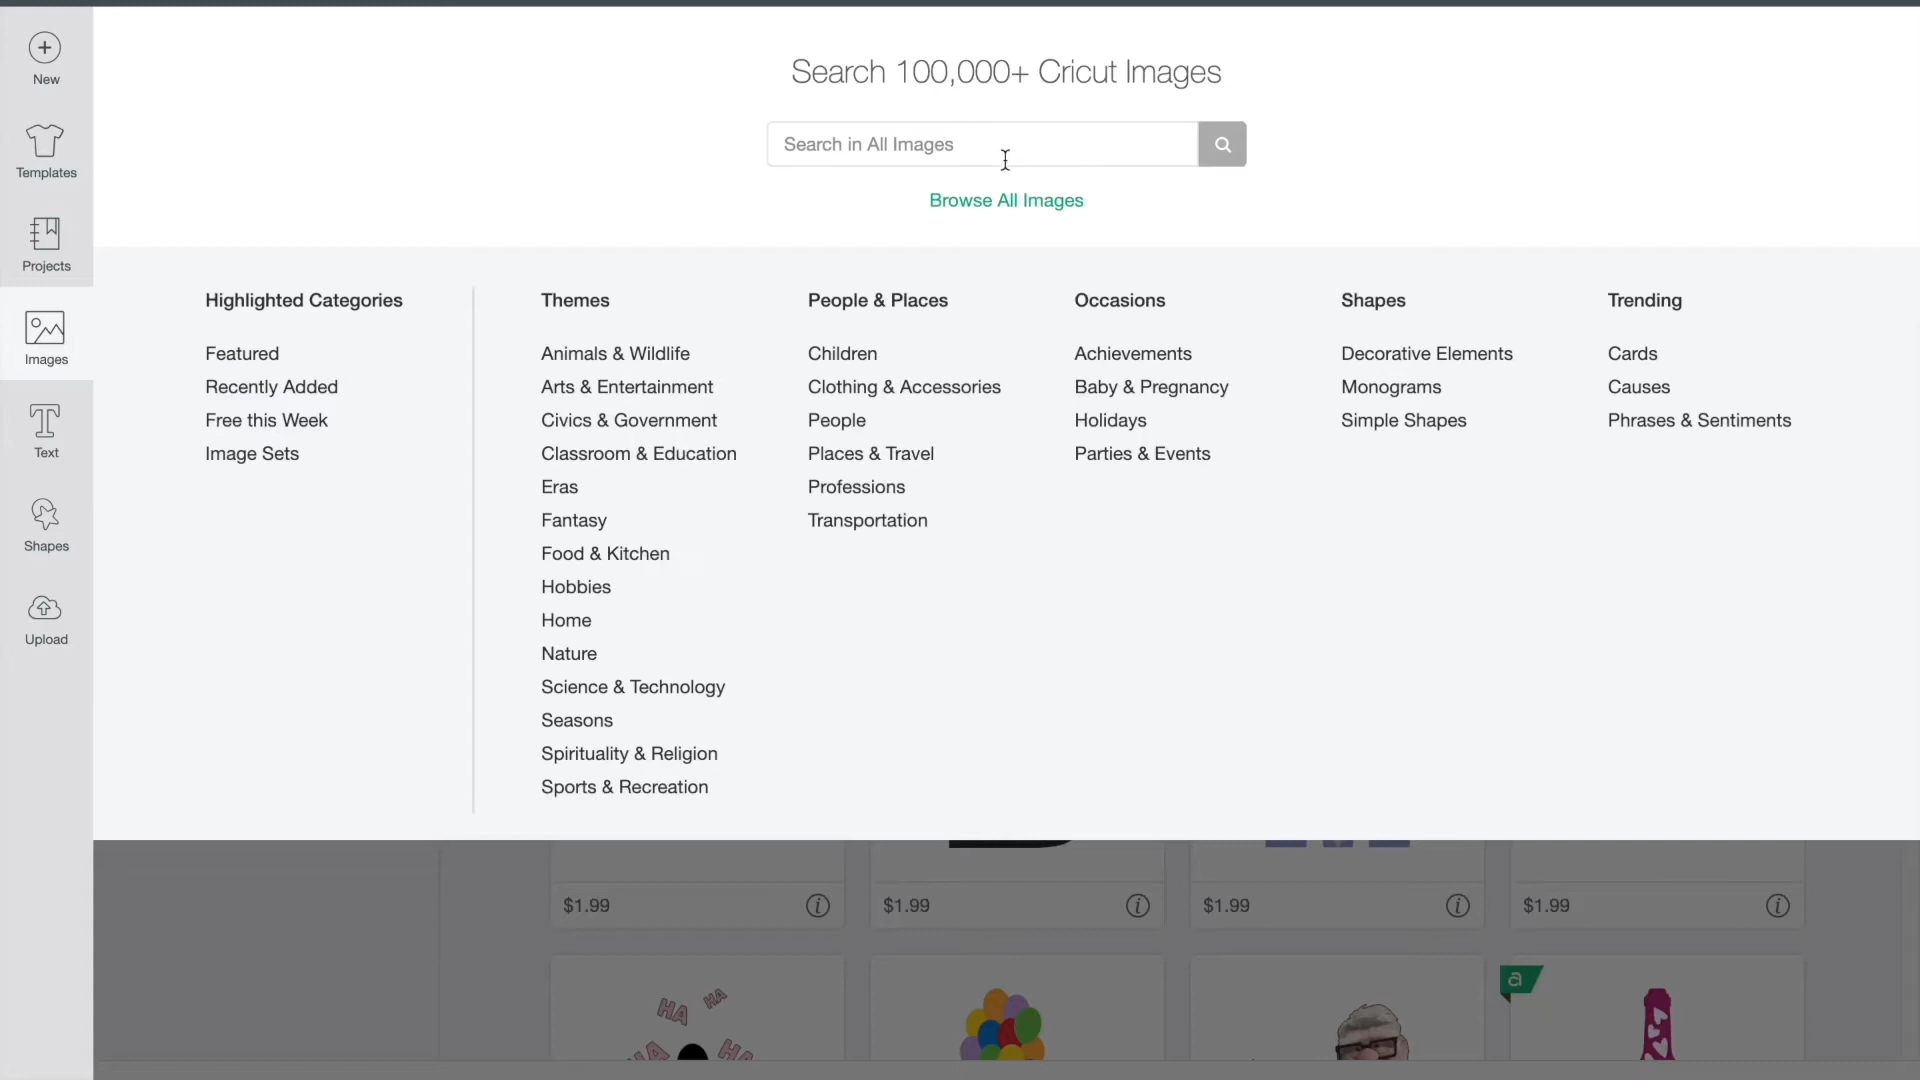 New
Templates
Projects
Images
Text
Shapes
Upload
Search 100,000+ Cricut Images
Search in All Images
Browse All Images
Highlighted Categories
Featured
Recently Added
Free this Week
Image Sets
Themes
Animals & Wildlife
Arts & Entertainment
Civics & Government
Classroom & Education
Eras
Fantasy
Food & Kitchen
Hobbies
Home
Nature
Science & Technology
Seasons
Spirituality & Religion
Sports & Recreation
People & Places
Children
Clothing & Accessories
People
Places & Travel
Professions
Transportation
Occasions
Achievements
Baby & Pregnancy
Holidays
Parties & Events
Shapes
Decorative Elements
Monograms
Simple Shapes
Trending
Cards
Causes
Phrases & Sentiments
$1.99
$1.99
$1.99
$1.99
HA HA
HA HA
a